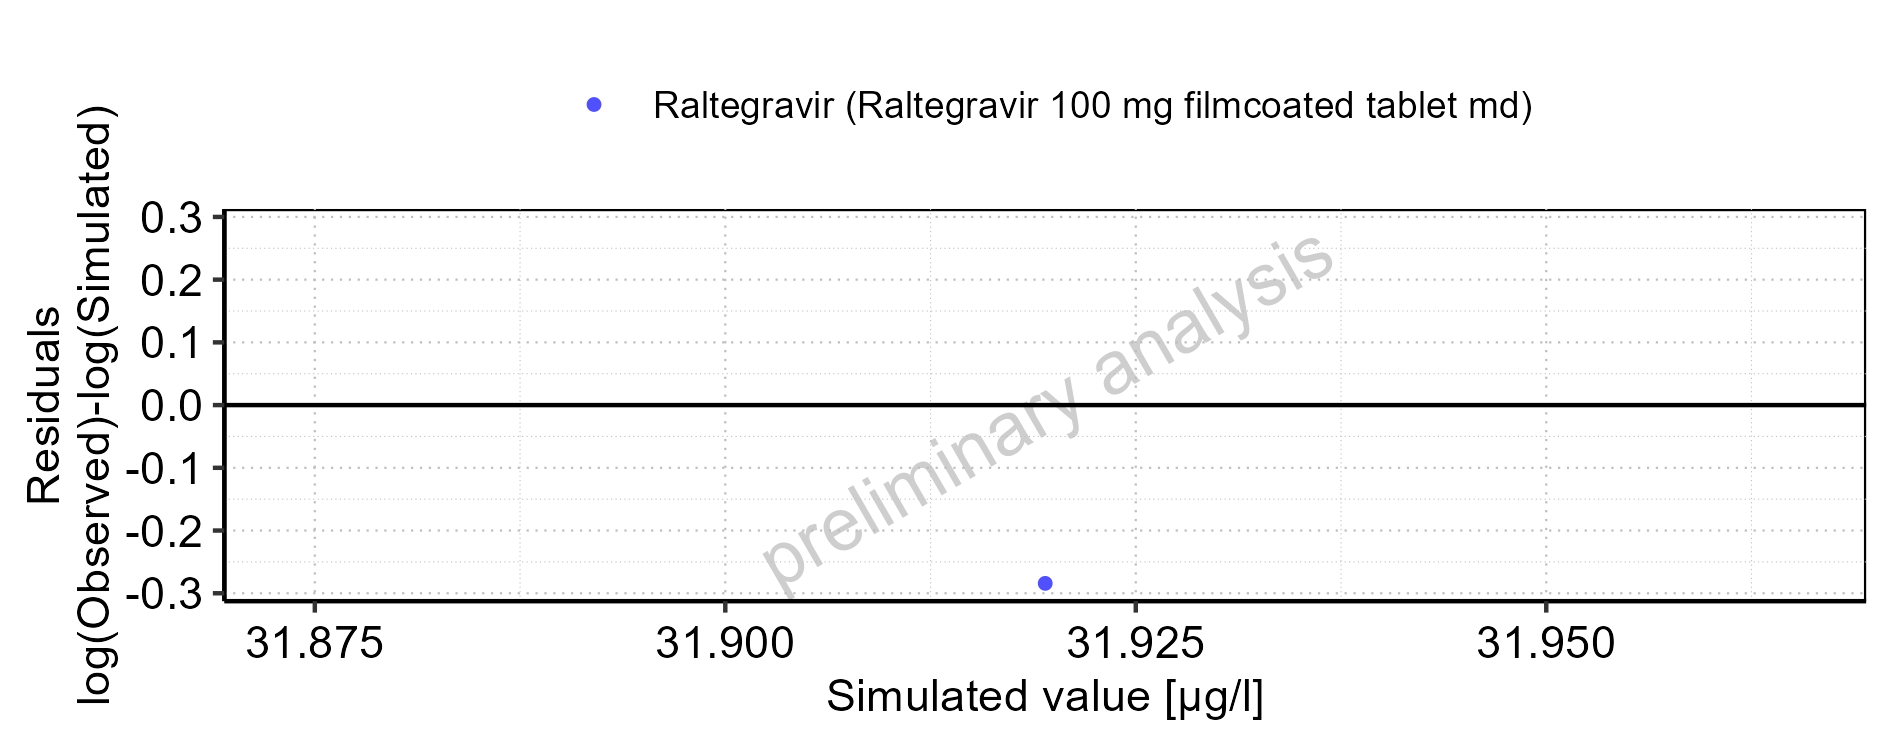 Raltegravir (Raltegravir 100 mg filmcoated tablet md)
Residuals
log(Observed)-log(Simulated)
0.3
0.2
0.1
0.0
-0.1
-0.2
-0.3
preliminary analysis
31.875
31.900
31.925
31.950
Simulated value [µg/l]